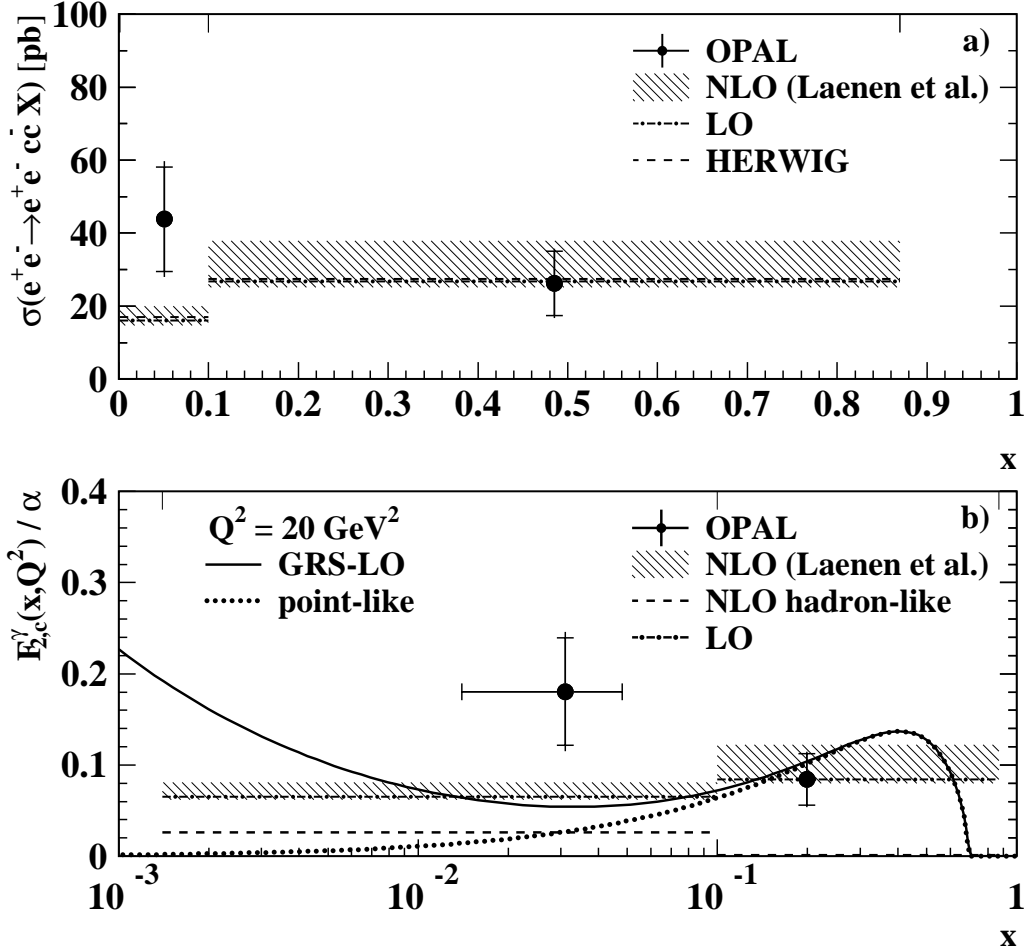 a)
σ(e⁺e⁻→e⁺e⁻ cc̄ X) [pb]
OPAL
NLO (Laenen et al.)
LO
HERWIG
100
80
60
40
20
0
0 0.1 0.2 0.3 0.4 0.5 0.6 0.7 0.8 0.9 1
x
b)
F₂,cᵞ(x,Q²) / α
Q² = 20 GeV²
GRS-LO
point-like
OPAL
NLO (Laenen et al.)
NLO hadron-like
LO
0.4
0.3
0.2
0.1
0
10⁻³ 10⁻² 10⁻¹ 1
x